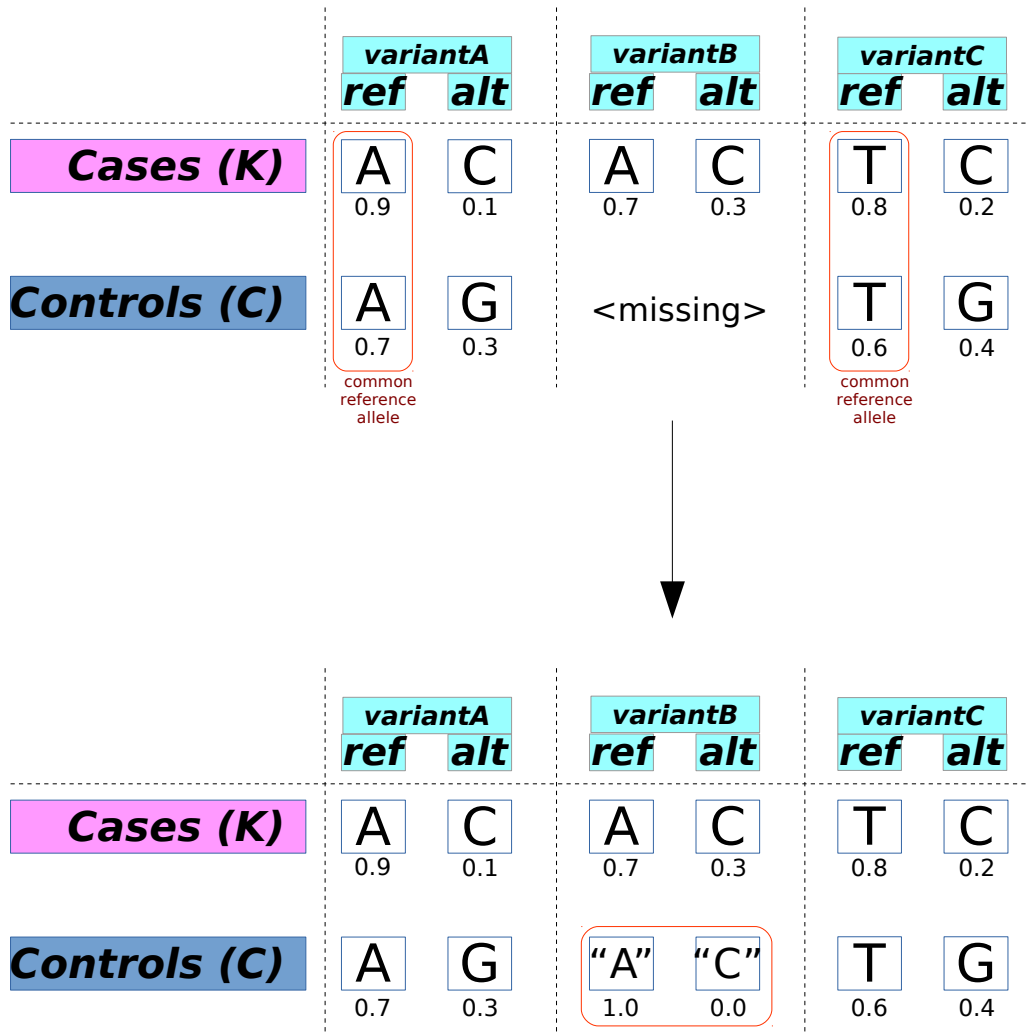 variantA variantB variantC
ref alt ref alt ref alt
Cases (K) A C A C T C
0.9 0.1 0.7 0.3 0.8 0.2
Controls (C) A G <missing> T G
0.7 0.3 0.6 0.4
common common
reference reference
allele allele
variantA variantB variantC
ref alt ref alt ref alt
Cases (K) A C A C T C
0.9 0.1 0.7 0.3 0.8 0.2
Controls (C) A G “A” “C” T G
0.7 0.3 1.0 0.0 0.6 0.4